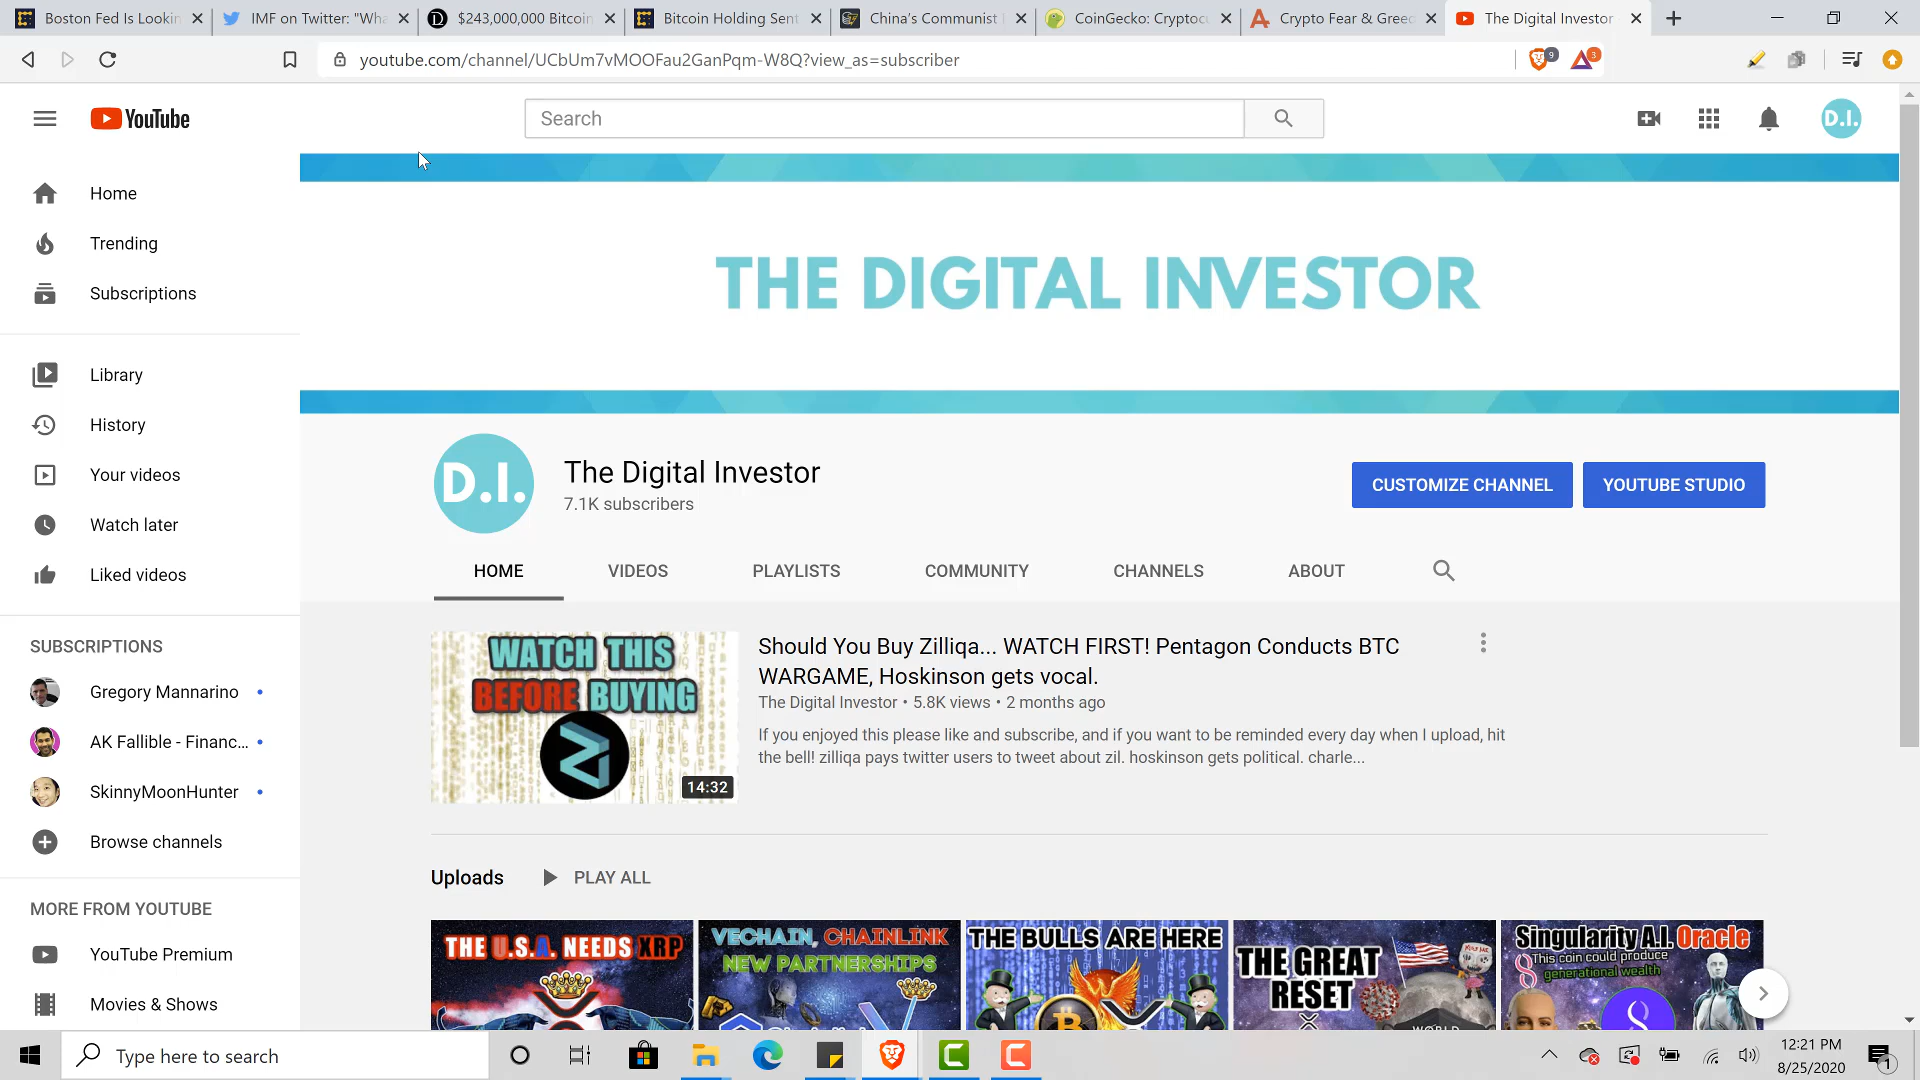 Boston Fed Is Lookin
IMF on Twitter: "Wha
$243,000,000 Bitcoin
Bitcoin Holding Sent
China's Communist
CoinGecko: Cryptocu
Crypto Fear & Greed
The Digital Investor
youtube.com/channel/UCbUm7vMOOFau2GanPqm-W8Q?view_as=subscriber
9
3
YouTube
Search
D.I.
Home
Trending
Subscriptions
THE DIGITAL INVESTOR
Library
History
Your videos
Watch later
Liked videos
D.I.
The Digital Investor
7.1K subscribers
CUSTOMIZE CHANNEL
YOUTUBE STUDIO
HOME
VIDEOS
PLAYLISTS
COMMUNITY
CHANNELS
ABOUT
SUBSCRIPTIONS
Gregory Mannarino
AK Fallible - Financ...
SkinnyMoonHunter
Browse channels
WATCH THIS
BEFORE BUYING
14:32
Should You Buy Zilliqa... WATCH FIRST! Pentagon Conducts BTC
WARGAME, Hoskinson gets vocal.
The Digital Investor • 5.8K views • 2 months ago
If you enjoyed this please like and subscribe, and if you want to be reminded every day when I upload, hit
the bell! zilliqa pays twitter users to tweet about zil. hoskinson gets political. charle...
Uploads
PLAY ALL
MORE FROM YOUTUBE
YouTube Premium
Movies & Shows
THE U.S.A. NEEDS XRP
VECHAIN, CHAINLINK
NEW PARTNERSHIPS
THE BULLS ARE HERE
THE GREAT
RESET
WORLD
Singularity A.I. Oracle
This coin could produce
generational wealth
Type here to search
12:21 PM
8/25/2020
1